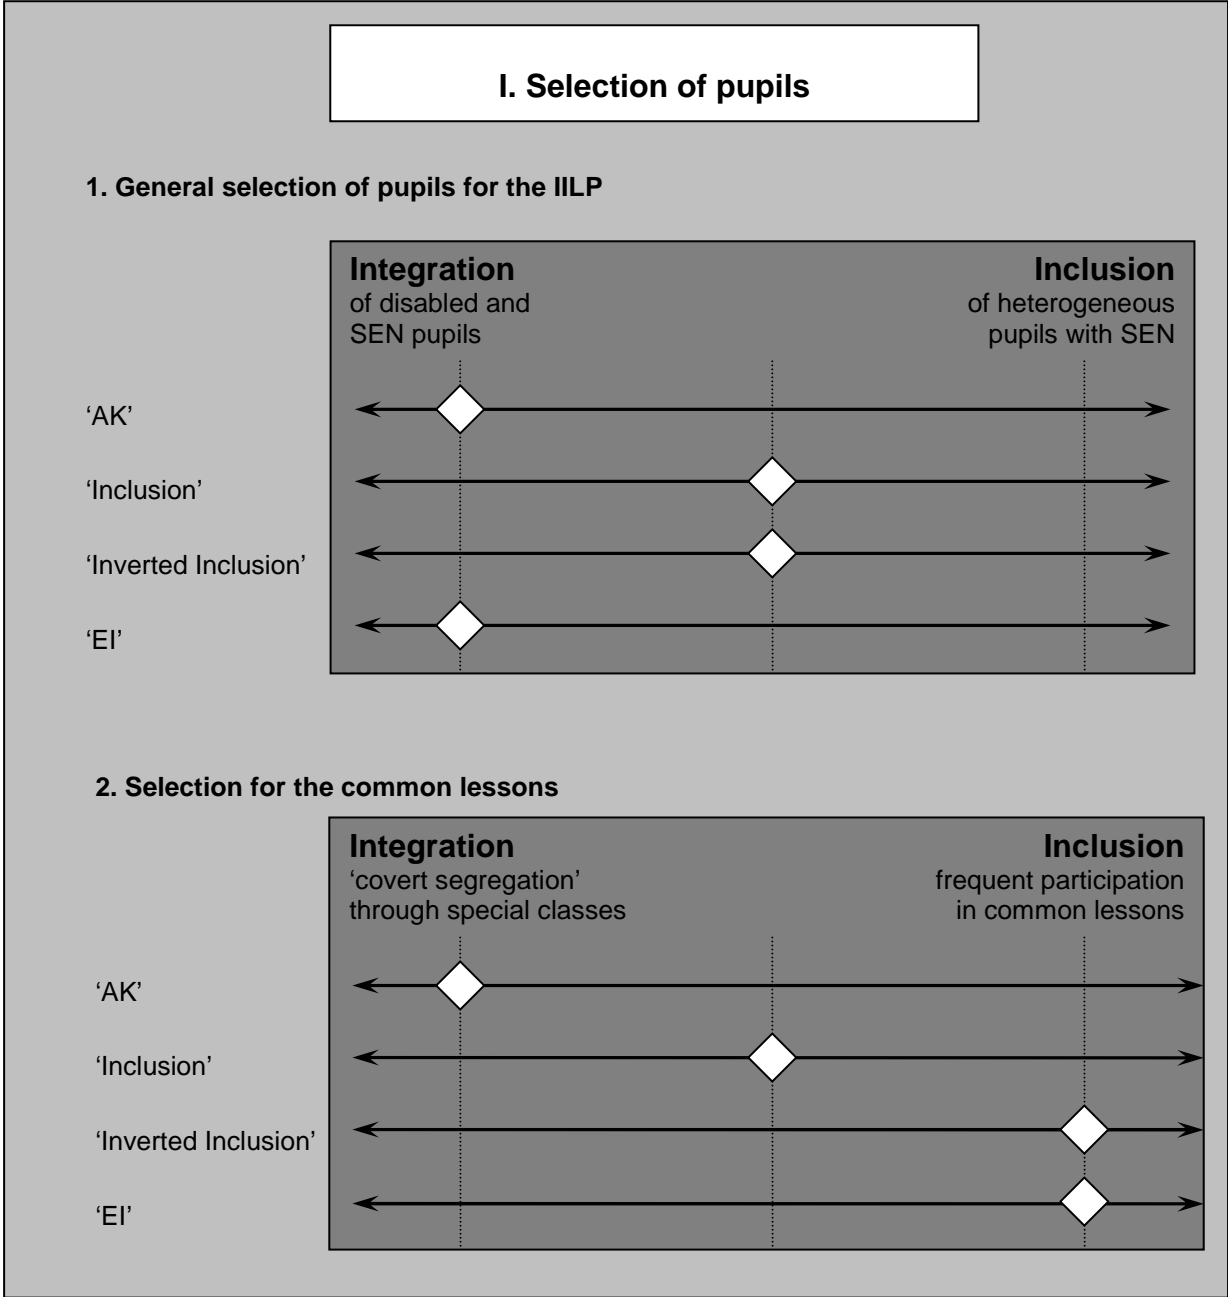 I. Selection of pupils
1. General selection of pupils for the IILP
Integration
of disabled and
SEN pupils
Inclusion
of heterogeneous
pupils with SEN
‘AK’
‘Inclusion’
‘Inverted Inclusion’
‘EI’
2. Selection for the common lessons
Integration
‘covert segregation’
through special classes
Inclusion
frequent participation
in common lessons
‘AK’
‘Inclusion’
‘Inverted Inclusion’
‘EI’